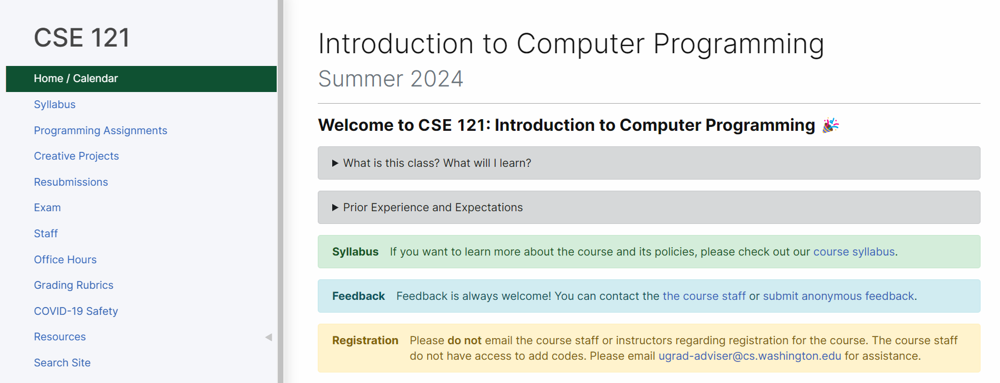 CSE 121
Home / Calendar
Syllabus
Programming Assignments
Creative Projects
Resubmissions
Exam
Staff
Office Hours
Grading Rubrics
COVID-19 Safety
Resources
Search Site
Introduction to Computer Programming
Summer 2024
Welcome to CSE 121: Introduction to Computer Programming 🎉
▶ What is this class? What will I learn?
▶ Prior Experience and Expectations
Syllabus If you want to learn more about the course and its policies, please check out our course syllabus.
Feedback Feedback is always welcome! You can contact the the course staff or submit anonymous feedback.
Registration Please do not email the course staff or instructors regarding registration for the course. The course staff
do not have access to add codes. Please email ugrad-adviser@cs.washington.edu for assistance.